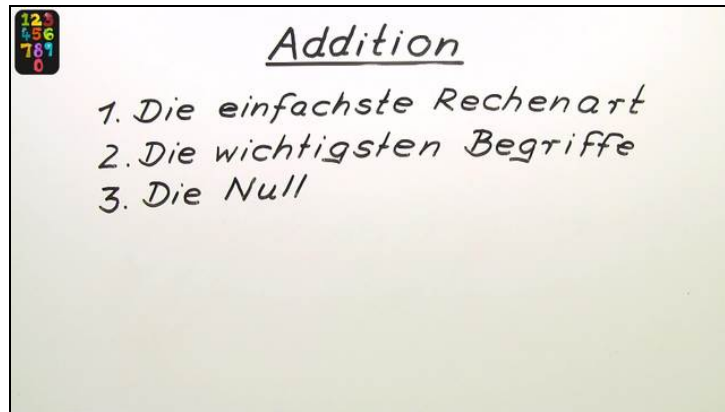 123
456
789
0
Addition
1. Die einfachste Rechenart
2. Die wichtigsten Begriffe
3. Die Null